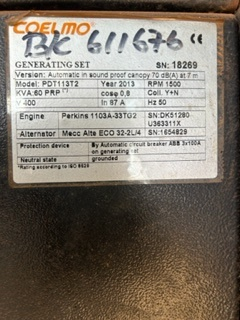 COELMO
B/C 611676 CE
GENERATING SET SN: 18269
Version: Automatic in sound proof canopy 70 dB(A) at 7 m
Model: PDT113T2 Year 2013 RPM 1500
KVA:60 PRP (*) cosφ 0,8 Coll. Y+N
V 400 In 87 A Hz 50
Engine Perkins 1103A-33TG2 SN:DK51280
U363311X
Alternator Mecc Alte ECO 32-2L/4 SN:1654829
Protection device By Automatic circuit breaker ABB 3x100A
on generating set
Neutral state grounded
*Rating according to ISO8528